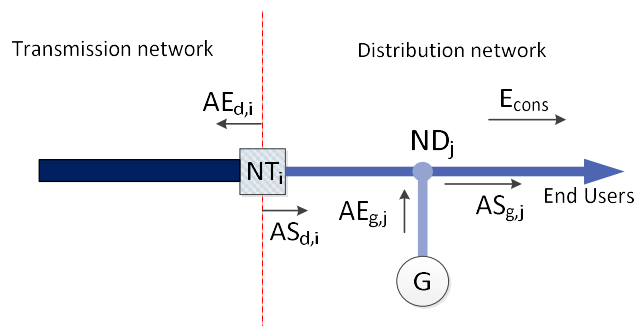 Transmission network
Distribution network
AEd,i
Econs
NDj
NTi
ASd,i
AEg,j
ASg,j
End Users
G